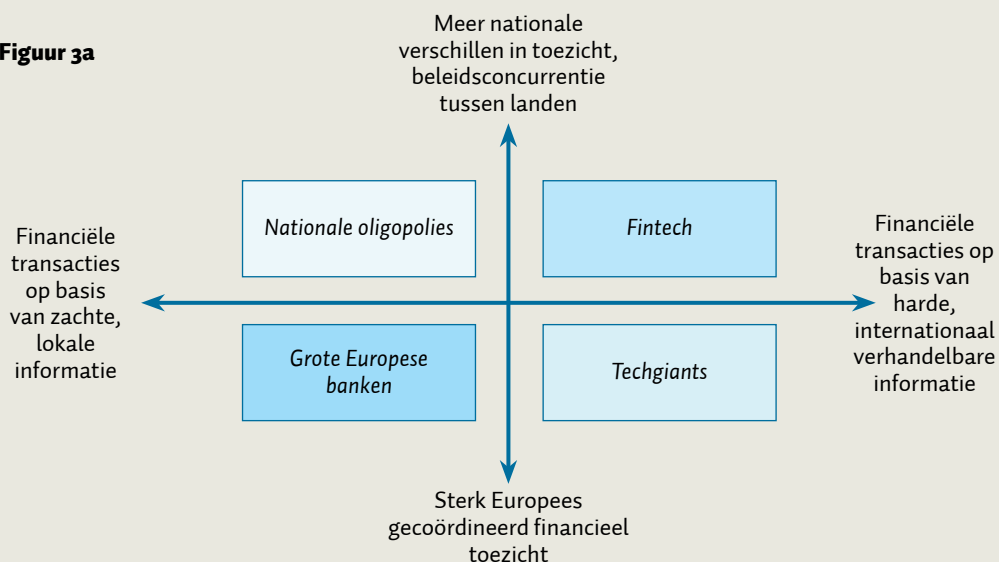 Figuur 3a
Meer nationale
verschillen in toezicht,
beleidsconcurrentie
tussen landen
Nationale oligopolies
Fintech
Financiële
transacties
op basis
van zachte,
lokale
informatie
Financiële
transacties op
basis van
harde,
internationaal
verhandelbare
informatie
Grote Europese
banken
Techgiants
Sterk Europees
gecoördineerd financieel
toezicht